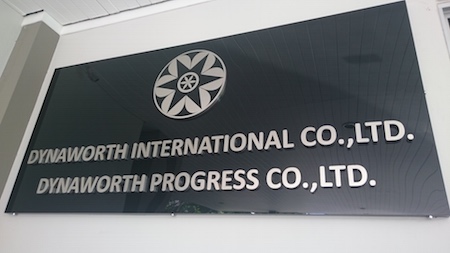 DYNAWORTH INTERNATIONAL CO.,LTD.
DYNAWORTH PROGRESS CO.,LTD.